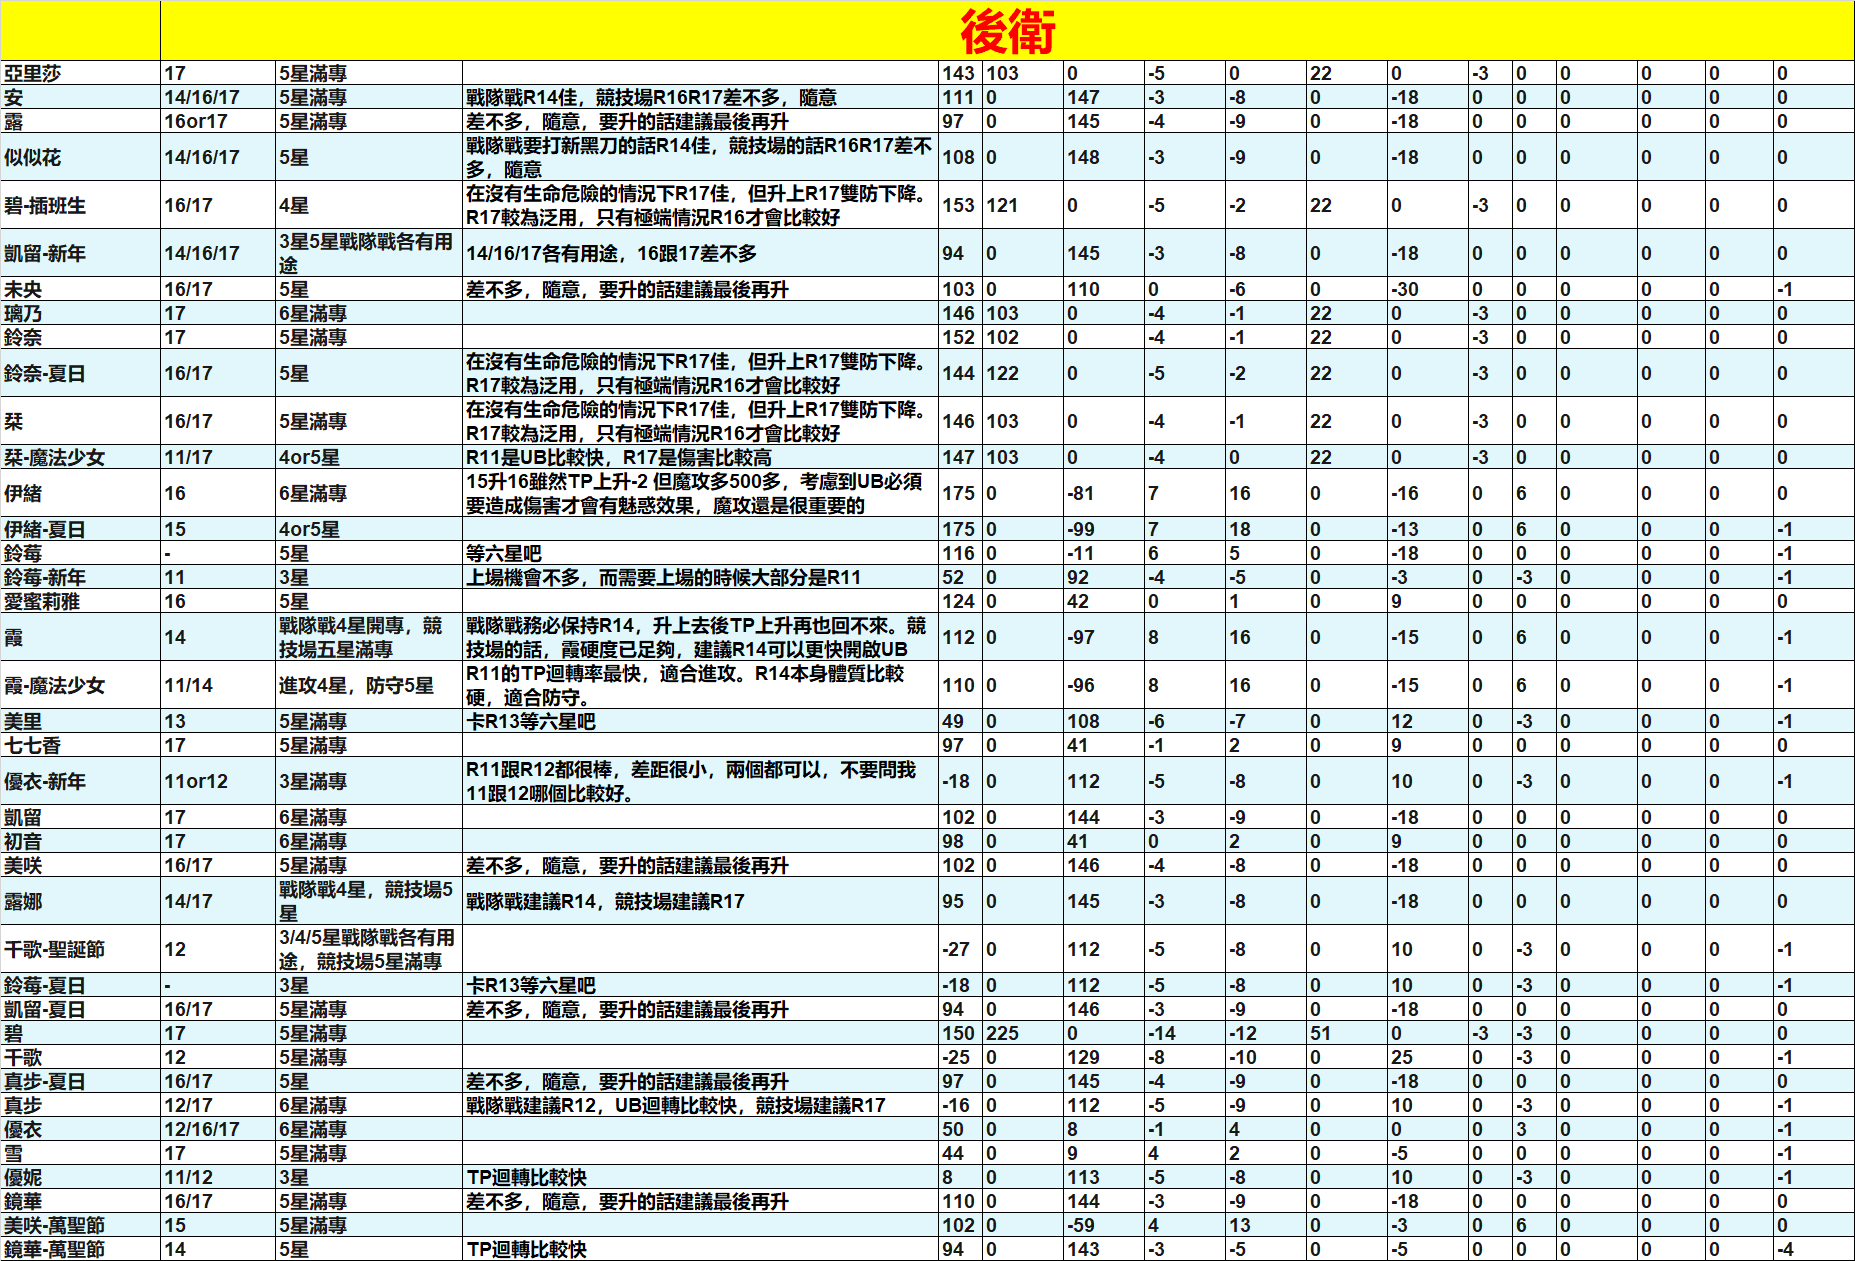 後衛
亞里莎 17 5星滿專 143 103 0 -5 0 22 0 -3 0 0 0 0 0
安 14/16/17 5星滿專 戰隊戰R14佳，競技場R16R17差不多，隨意 111 0 147 -3 -8 0 -18 0 0 0 0 0 0
露 16or17 5星滿專 差不多，隨意，要升的話建議最後再升 97 0 145 -4 -9 0 -18 0 0 0 0 0 0
似似花 14/16/17 5星 戰隊戰要打新黑刀的話R14佳，競技場的話R16R17差不
多，隨意 108 0 148 -3 -9 0 -18 0 0 0 0 0 0
碧-插班生 16/17 4星 在沒有生命危險的情況下R17佳，但升上R17雙防下降。
R17較為泛用，只有極端情況R16才會比較好 153 121 0 -5 -2 22 0 -3 0 0 0 0 0
凱留-新年 14/16/17 3星5星戰隊戰各有用
途 14/16/17各有用途，16跟17差不多 94 0 145 -3 -8 0 -18 0 0 0 0 0 0
未央 16/17 5星 差不多，隨意，要升的話建議最後再升 103 0 110 0 -6 0 -30 0 0 0 0 0 -1
璃乃 17 6星滿專 146 103 0 -4 -1 22 0 -3 0 0 0 0 0
鈴奈 17 5星滿專 152 102 0 -4 -1 22 0 -3 0 0 0 0 0
鈴奈-夏日 16/17 5星 在沒有生命危險的情況下R17佳，但升上R17雙防下降。
R17較為泛用，只有極端情況R16才會比較好 144 122 0 -5 -2 22 0 -3 0 0 0 0 0
栞 16/17 5星滿專 在沒有生命危險的情況下R17佳，但升上R17雙防下降。
R17較為泛用，只有極端情況R16才會比較好 146 103 0 -4 -1 22 0 -3 0 0 0 0 0
栞-魔法少女 11/17 4or5星 R11是UB比較快，R17是傷害比較高 147 103 0 -4 0 22 0 -3 0 0 0 0 0
伊緒 16 6星滿專 15升16雖然TP上升-2 但魔攻多500多，考慮到UB必須
要造成傷害才會有魅惑效果，魔攻還是很重要的 175 0 -81 7 16 0 -16 0 6 0 0 0 0
伊緒-夏日 15 4or5星 175 0 -99 7 18 0 -13 0 6 0 0 0 -1
鈴莓 - 5星 等六星吧 116 0 -11 6 5 0 -18 0 0 0 0 0 -1
鈴莓-新年 11 3星 上場機會不多，而需要上場的時候大部分是R11 52 0 92 -4 -5 0 -3 0 -3 0 0 0 -1
愛蜜莉雅 16 5星 124 0 42 0 1 0 9 0 0 0 0 0 0
霞 14 戰隊戰4星開專，競
技場五星滿專 戰隊戰務必保持R14，升上去後TP上升再也回不來。競
技場的話，霞硬度已足夠，建議R14可以更快開啟UB 112 0 -97 8 16 0 -15 0 6 0 0 0 -1
霞-魔法少女 11/14 進攻4星，防守5星 R11的TP迴轉率最快，適合進攻。R14本身體質比較
硬，適合防守。 110 0 -96 8 16 0 -15 0 6 0 0 0 -1
美里 13 5星滿專 卡R13等六星吧 49 0 108 -6 -7 0 12 0 -3 0 0 0 -1
七七香 17 5星滿專 97 0 41 -1 2 0 9 0 0 0 0 0 0
優衣-新年 11or12 3星滿專 R11跟R12都很棒，差距很小，兩個都可以，不要問我
11跟12哪個比較好。 -18 0 112 -5 -8 0 10 0 -3 0 0 0 -1
凱留 17 6星滿專 102 0 144 -3 -9 0 -18 0 0 0 0 0 0
初音 17 6星滿專 98 0 41 0 2 0 9 0 0 0 0 0 0
美咲 16/17 5星滿專 差不多，隨意，要升的話建議最後再升 102 0 146 -4 -8 0 -18 0 0 0 0 0 0
露娜 14/17 戰隊戰4星，競技場5
星 戰隊戰建議R14，競技場建議R17 95 0 145 -3 -8 0 -18 0 0 0 0 0 0
千歌-聖誕節 12 3/4/5星戰隊戰各有用
途，競技場5星滿專 -27 0 112 -5 -8 0 10 0 -3 0 0 0 -1
鈴莓-夏日 - 3星 卡R13等六星吧 -18 0 112 -5 -8 0 10 0 -3 0 0 0 -1
凱留-夏日 16/17 5星滿專 差不多，隨意，要升的話建議最後再升 94 0 146 -3 -9 0 -18 0 0 0 0 0 0
碧 17 5星滿專 150 225 0 -14 -12 51 0 -3 -3 0 0 0 0
千歌 12 5星滿專 -25 0 129 -8 -10 0 25 0 -3 0 0 0 -1
真步-夏日 16/17 5星 差不多，隨意，要升的話建議最後再升 97 0 145 -4 -9 0 -18 0 0 0 0 0 0
真步 12/17 6星滿專 戰隊戰建議R12，UB迴轉比較快，競技場建議R17 -16 0 112 -5 -9 0 10 0 -3 0 0 0 -1
優衣 12/16/17 6星滿專 50 0 8 -1 4 0 0 0 3 0 0 0 -1
雪 17 5星滿專 44 0 9 4 2 0 -5 0 0 0 0 0 -1
優妮 11/12 3星 TP迴轉比較快 8 0 113 -5 -8 0 10 0 -3 0 0 0 -1
鏡華 16/17 5星滿專 差不多，隨意，要升的話建議最後再升 110 0 144 -3 -9 0 -18 0 0 0 0 0 0
美咲-萬聖節 15 5星滿專 102 0 -59 4 13 0 -3 0 6 0 0 0 0
鏡華-萬聖節 14 5星 TP迴轉比較快 94 0 143 -3 -5 0 -5 0 0 0 0 0 -4